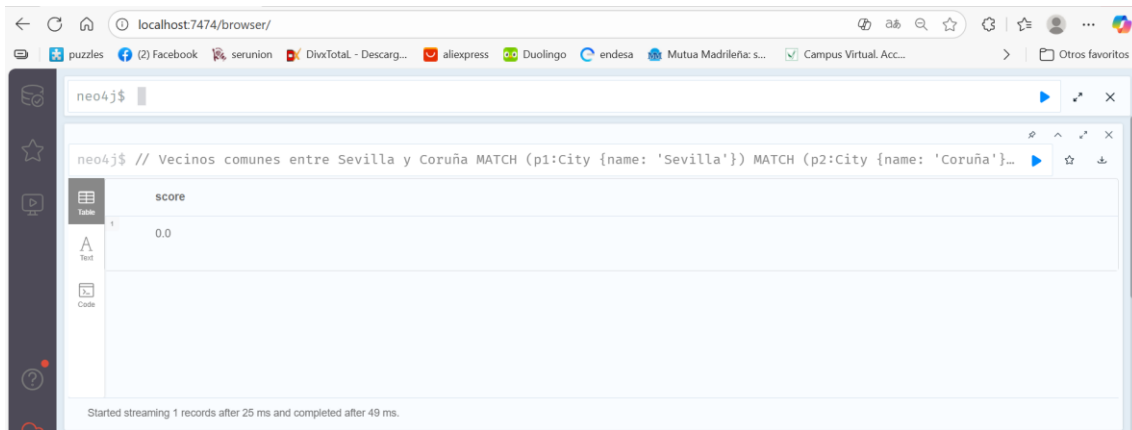 localhost:7474/browser/
puzzles (2) Facebook serunion DivxTotaL - Descarg... aliexpress Duolingo endesa Mutua Madrileña: s... Campus Virtual. Acc... Otros favoritos
neo4j$
neo4j$ // Vecinos comunes entre Sevilla y Coruña MATCH (p1:City {name: 'Sevilla'}) MATCH (p2:City {name: 'Coruña'}…
Table
score
1
0.0
A
Text
Code
Started streaming 1 records after 25 ms and completed after 49 ms.